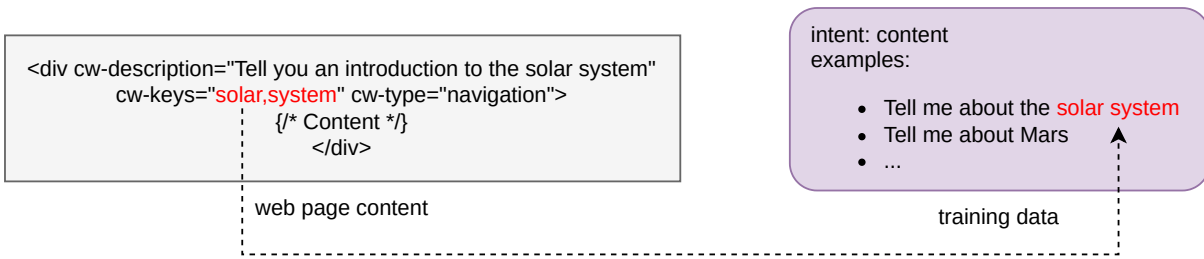 <div cw-description="Tell you an introduction to the solar system"
cw-keys="solar,system" cw-type="navigation">
{/* Content */}
</div>
web page content
intent: content
examples:
• Tell me about the solar system
• Tell me about Mars
• ...
training data